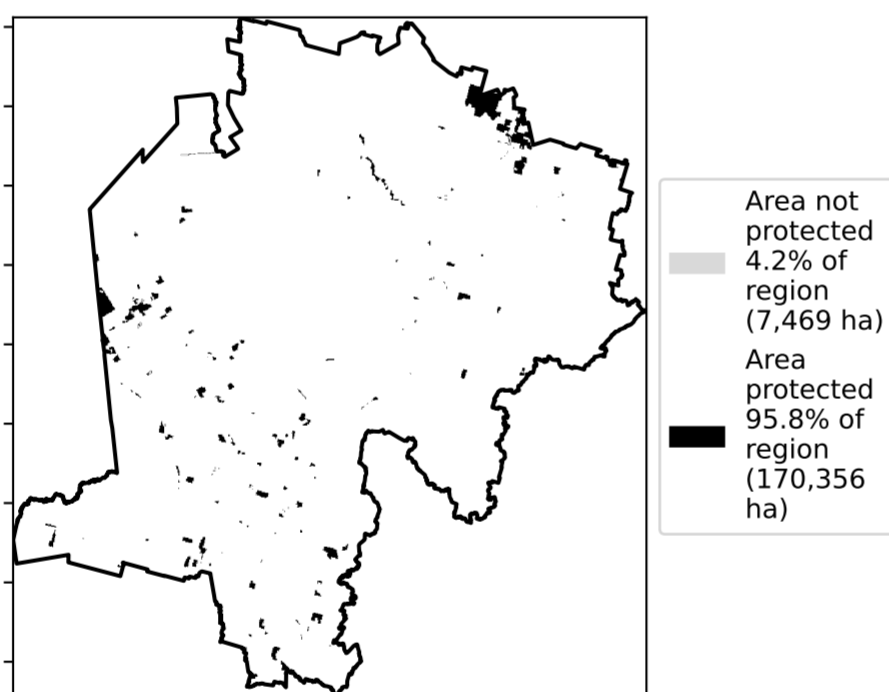 Area not
protected
4.2% of
region
(7,469 ha)
Area
protected
95.8% of
region
(170,356
ha)